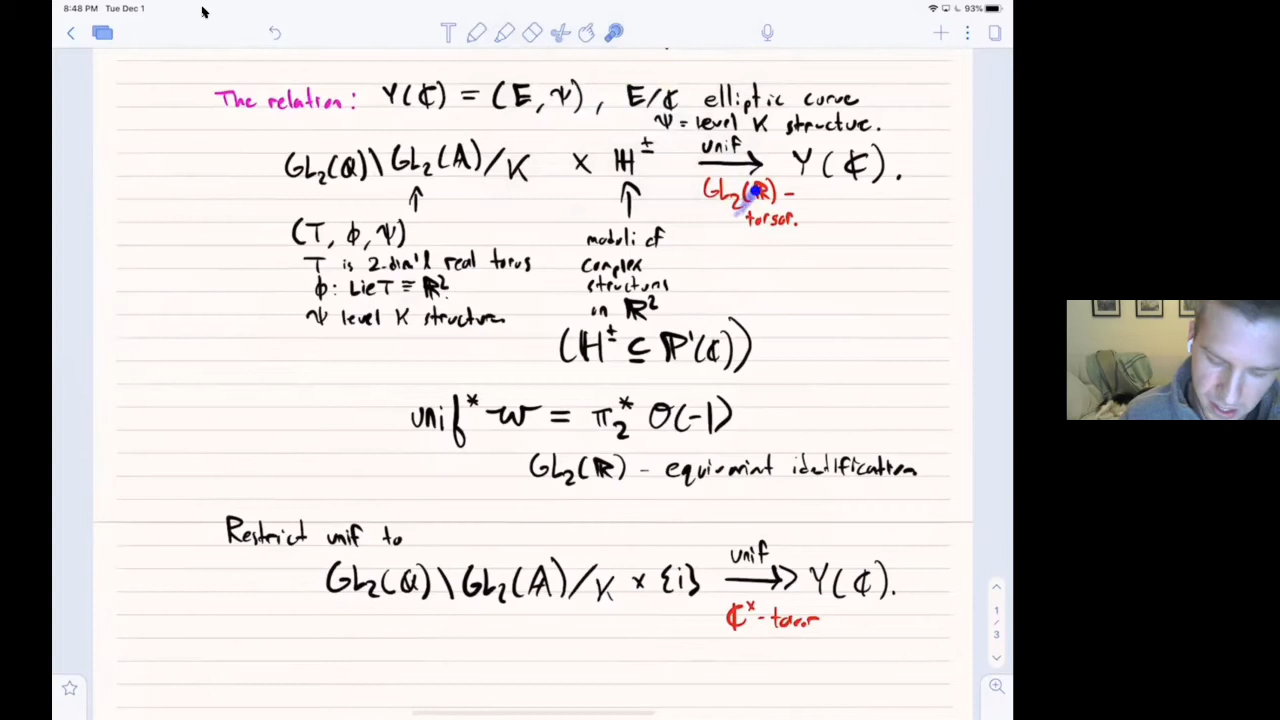 8:48 PM Tue Dec 1
93%
The relation: Y(ℂ) = (E, Ψ), E/ℂ elliptic curve
Ψ = level K structure.
GL₂(ℚ)\GL₂(𝔸)/K × ℍ^± unif → Y(ℂ).
GL₂(ℝ) -
torsor.
↑ ↑
(T, ϕ, Ψ) moduli of
T is 2-dim'l real torus complex
ϕ: Lie T ≅ ℝ² structures
Ψ level K structure on ℝ²
(ℍ^± ⊆ ℙ¹(ℂ))
unif* ω = π₂* O(-1)
GL₂(ℝ) - equivariant identification
Restrict unif to
GL₂(ℚ)\GL₂(𝔸)/K × {i} unif ↠ Y(ℂ).
ℂ^× - torsor
1
/
3